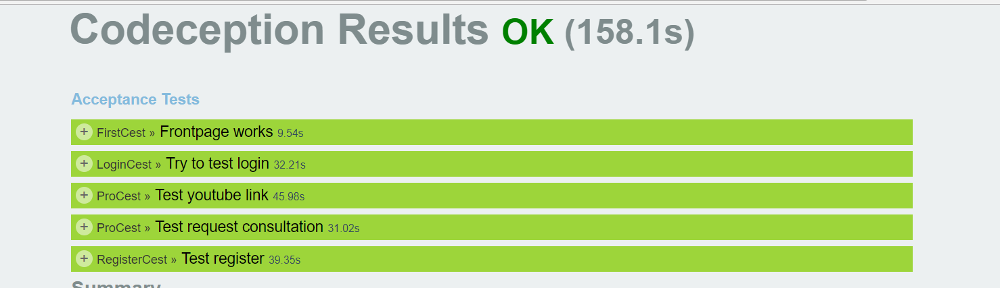 Codeception Results OK (158.1s)
Acceptance Tests
+ FirstCest » Frontpage works 9.54s
+ LoginCest » Try to test login 32.21s
+ ProCest » Test youtube link 45.98s
+ ProCest » Test request consultation 31.02s
+ RegisterCest » Test register 39.35s
Summary